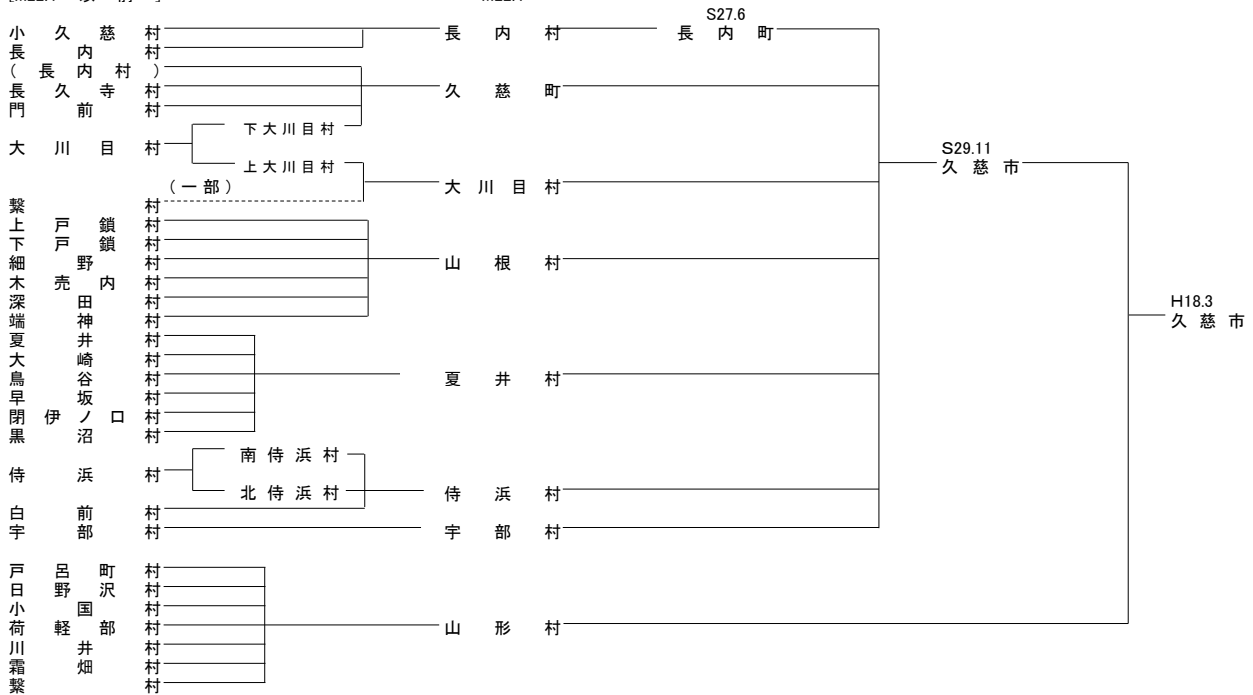 S27.6
小久慈村 長内村 長内町
長内村
(長内村)
長久寺村 久慈町
門前村
下大川目村
大川目村 S29.11
上大川目村 久慈市
(一部) 大川目村
繋村
上戸鎖村
下戸鎖村
細野村 山根村
木売内村
深田村 H18.3
端神村 久慈市
夏井村
大崎村
鳥谷村 夏井村
早坂村
閉伊ノ口村
黒沼村
南侍浜村
侍浜村
北侍浜村 侍浜村
白前村
宇部村 宇部村
戸呂町村
日野沢村
小国村
荷軽部村 山形村
川井村
霜畑村
繋村